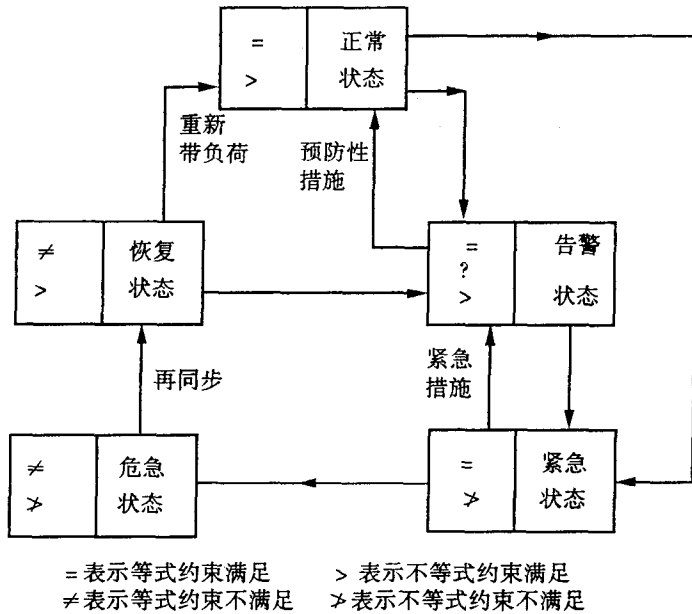 = 正常
> 状态
重新
带负荷
预防性
措施
≠ 恢复
> 状态
= 告警
?
> 状态
再同步
紧急
措施
≠ 危急
≯ 状态
= 紧急
≯ 状态
=表示等式约束满足 > 表示不等式约束满足
≠表示等式约束不满足 ≯表示不等式约束不满足